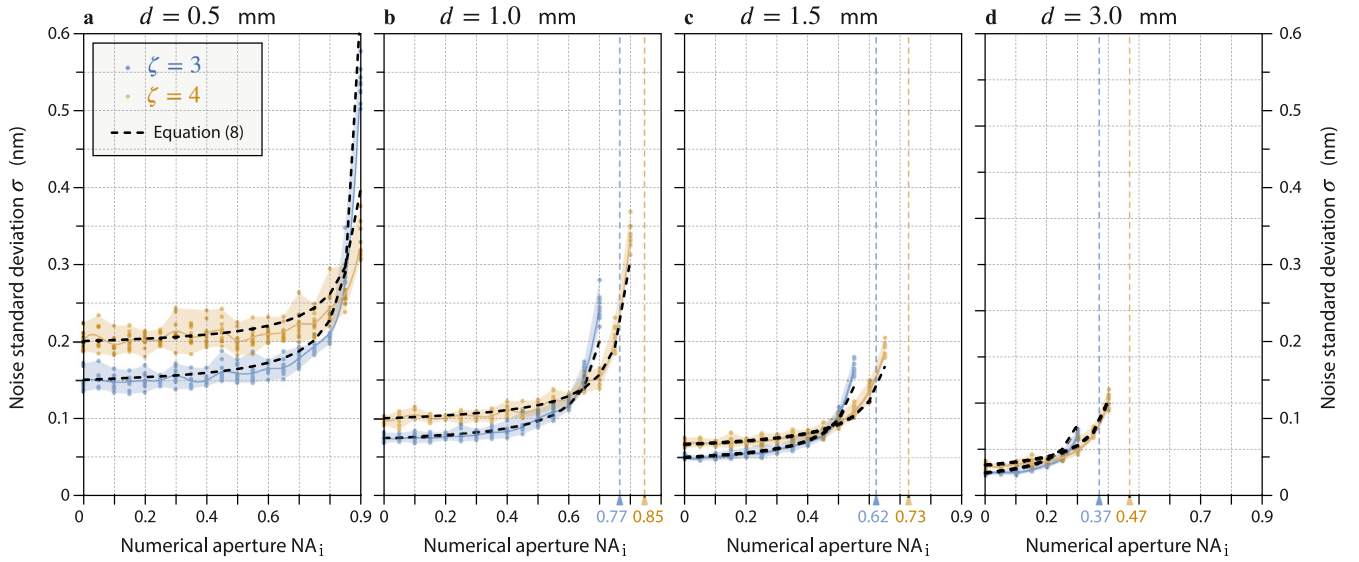 a d = 0.5 mm
b d = 1.0 mm
c d = 1.5 mm
d d = 3.0 mm
ζ = 3
ζ = 4
Equation (8)
Noise standard deviation σ (nm)
0.6
0.5
0.4
0.3
0.2
0.1
0
0 0.2 0.4 0.6 0.8 0.9
0 0.2 0.4 0.6 0.77 0.85
0 0.2 0.4 0.62 0.73 0.9
0 0.2 0.37 0.47 0.7 0.9
Numerical aperture NAi
Numerical aperture NAi
Numerical aperture NAi
Numerical aperture NAi
0.6
0.5
0.4
0.3
0.2
0.1
0
Noise standard deviation σ (nm)